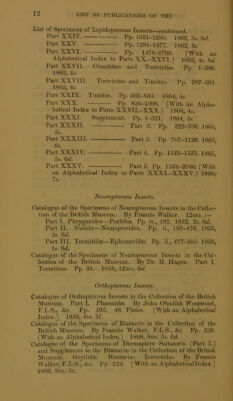 12 LIST OF PUBLICATIONS OF THE
List of Specimens of Lepidopterous Insects—continued.
Part XXIV. Pp. 1021-1280. 1862, 3s. 6d.
Part XXV. Pp. 1281-1477. 1862, 3s.
Part XXVI. Pp. 1478-1796. [With an
Alphabetical Index to Parts XX.-XXVI.] 1862, 4s. 6d.
Part XXVII. Crambites and Tortricites. Pp. 1-286.
1863, 4s.
Part XXVIII. Tortricites and Tineites. Pp. 287-561.
1863, 4s.
Part XXIX. Tineites. Pp. 562-835. 1864, 4s.
Part XXX. Pp. 836-1096. [With an Alpha-
betical Index to Parts XXVII.-XXX.] 1864, 4s.
Part XXXI. Supplement. Pp. 1-321. 1864, 5s.
Part XXXII. Part 2. Pp. 322-706. 1865,
5s.
Part XXXIII. Part 3. Pp. 707-1120. 1865,
6s.
Part XXXIV. Part 4. Pp. 1121-1533. 1865,
5s. 6d.
Part XXXV. Part 5. Pp. 1534-2040. [With
an Alphabetical Index to Parts XXXI.-XXXV.] 1866,
7s.
Neuropterous Insects.
Catalogue of the Specimens of Neuropterous Insects in the Collec-
tion of the British Museum. By Francis Walker. 12mo.:—
Part I. Phryganides—Perlides. Pp. iv., 192. 1852, 2s. 6d.
Part II. Sialidæ—Nemopterides. Pp. ii., 193-476. 1853,
3s. 6d.
Part III. Termitidæ—Ephemeridæ. Pp. ii., 477-585. 1853,
1s. 6d.
Catalogue of the Specimens of Neuropterous Insects in the Col-
lection of the British Museum. By Dr. H. Hagen. Part I.
Termitina. Pp. 34. 1858, 12mo. 6d.
Orthopterous Insects.
Catalogue of Orthopterous Insects in the Collection of the British
Museum. Part I. Phasmidæ. By John Obadiah Westwood,
F.L.S., &c. Pp. 195. 48 Plates. [With an Alphabetical
Index.] 1859, 4to. 3l.
Catalogue of the Specimens of Blattariæ in the Collection of the
British Museum. By Francis Walker, F.L.S., &c. Pp. 239.
[With an Alphabetical Index.] 1868, 8vo. 5s. 6d.
Catalogue of the Specimens of Dermaptera Saltatoria [Part I.]
and Supplement to the Blattariæ in the Collection of the British
Museum. Gryllidæ. Blattariæ. Locustidæ. By Francis
Walker, F.L.S., &c. Pp. 224. [With an Alphabetical Index.]
1869, 8vo. 5s.